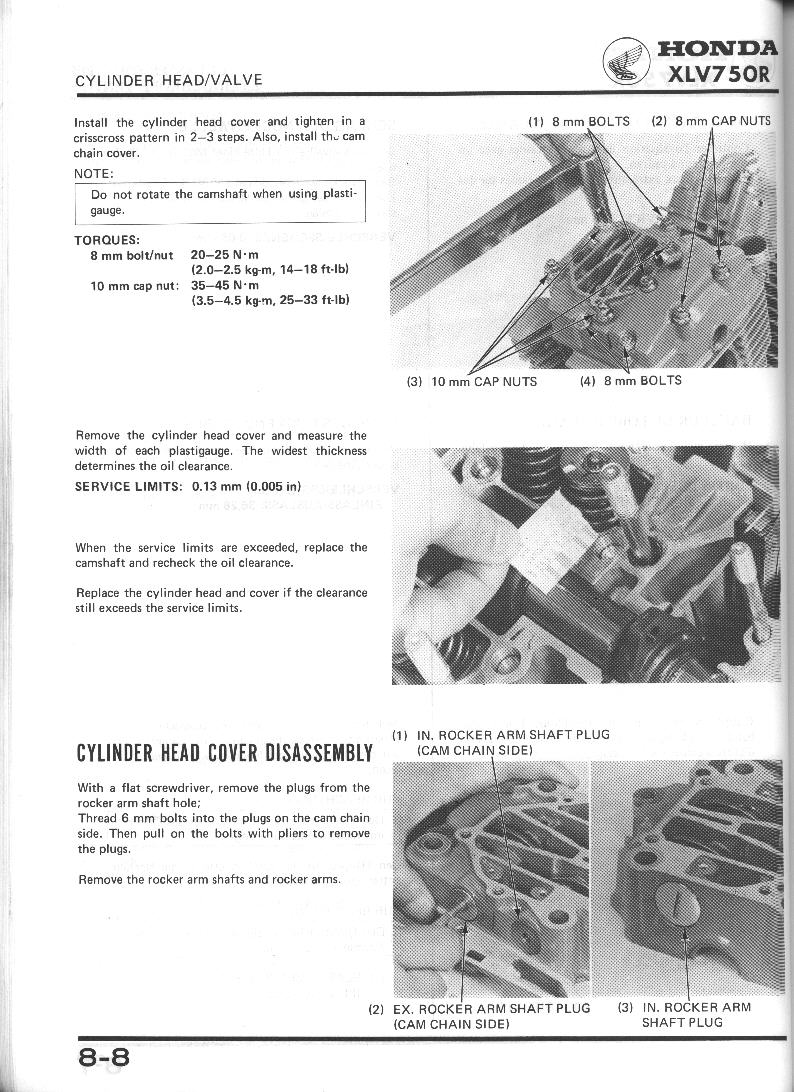 CYLINDER HEAD/VALVE
HONDA
XLV750R
Install the cylinder head cover and tighten in a
crisscross pattern in 2–3 steps. Also, install the cam
chain cover.
NOTE:
Do not rotate the camshaft when using plasti-
gauge.
TORQUES:
8 mm bolt/nut 20–25 N·m
(2.0–2.5 kg-m, 14–18 ft-lb)
10 mm cap nut: 35–45 N·m
(3.5–4.5 kg-m, 25–33 ft-lb)
(1) 8 mm BOLTS (2) 8 mm CAP NUTS
(3) 10 mm CAP NUTS (4) 8 mm BOLTS
Remove the cylinder head cover and measure the
width of each plastigauge. The widest thickness
determines the oil clearance.
SERVICE LIMITS: 0.13 mm (0.005 in)
When the service limits are exceeded, replace the
camshaft and recheck the oil clearance.
Replace the cylinder head and cover if the clearance
still exceeds the service limits.
CYLINDER HEAD COVER DISASSEMBLY
With a flat screwdriver, remove the plugs from the
rocker arm shaft hole;
Thread 6 mm bolts into the plugs on the cam chain
side. Then pull on the bolts with pliers to remove
the plugs.
Remove the rocker arm shafts and rocker arms.
(1) IN. ROCKER ARM SHAFT PLUG
(CAM CHAIN SIDE)
(2) EX. ROCKER ARM SHAFT PLUG
(CAM CHAIN SIDE)
(3) IN. ROCKER ARM
SHAFT PLUG
8-8